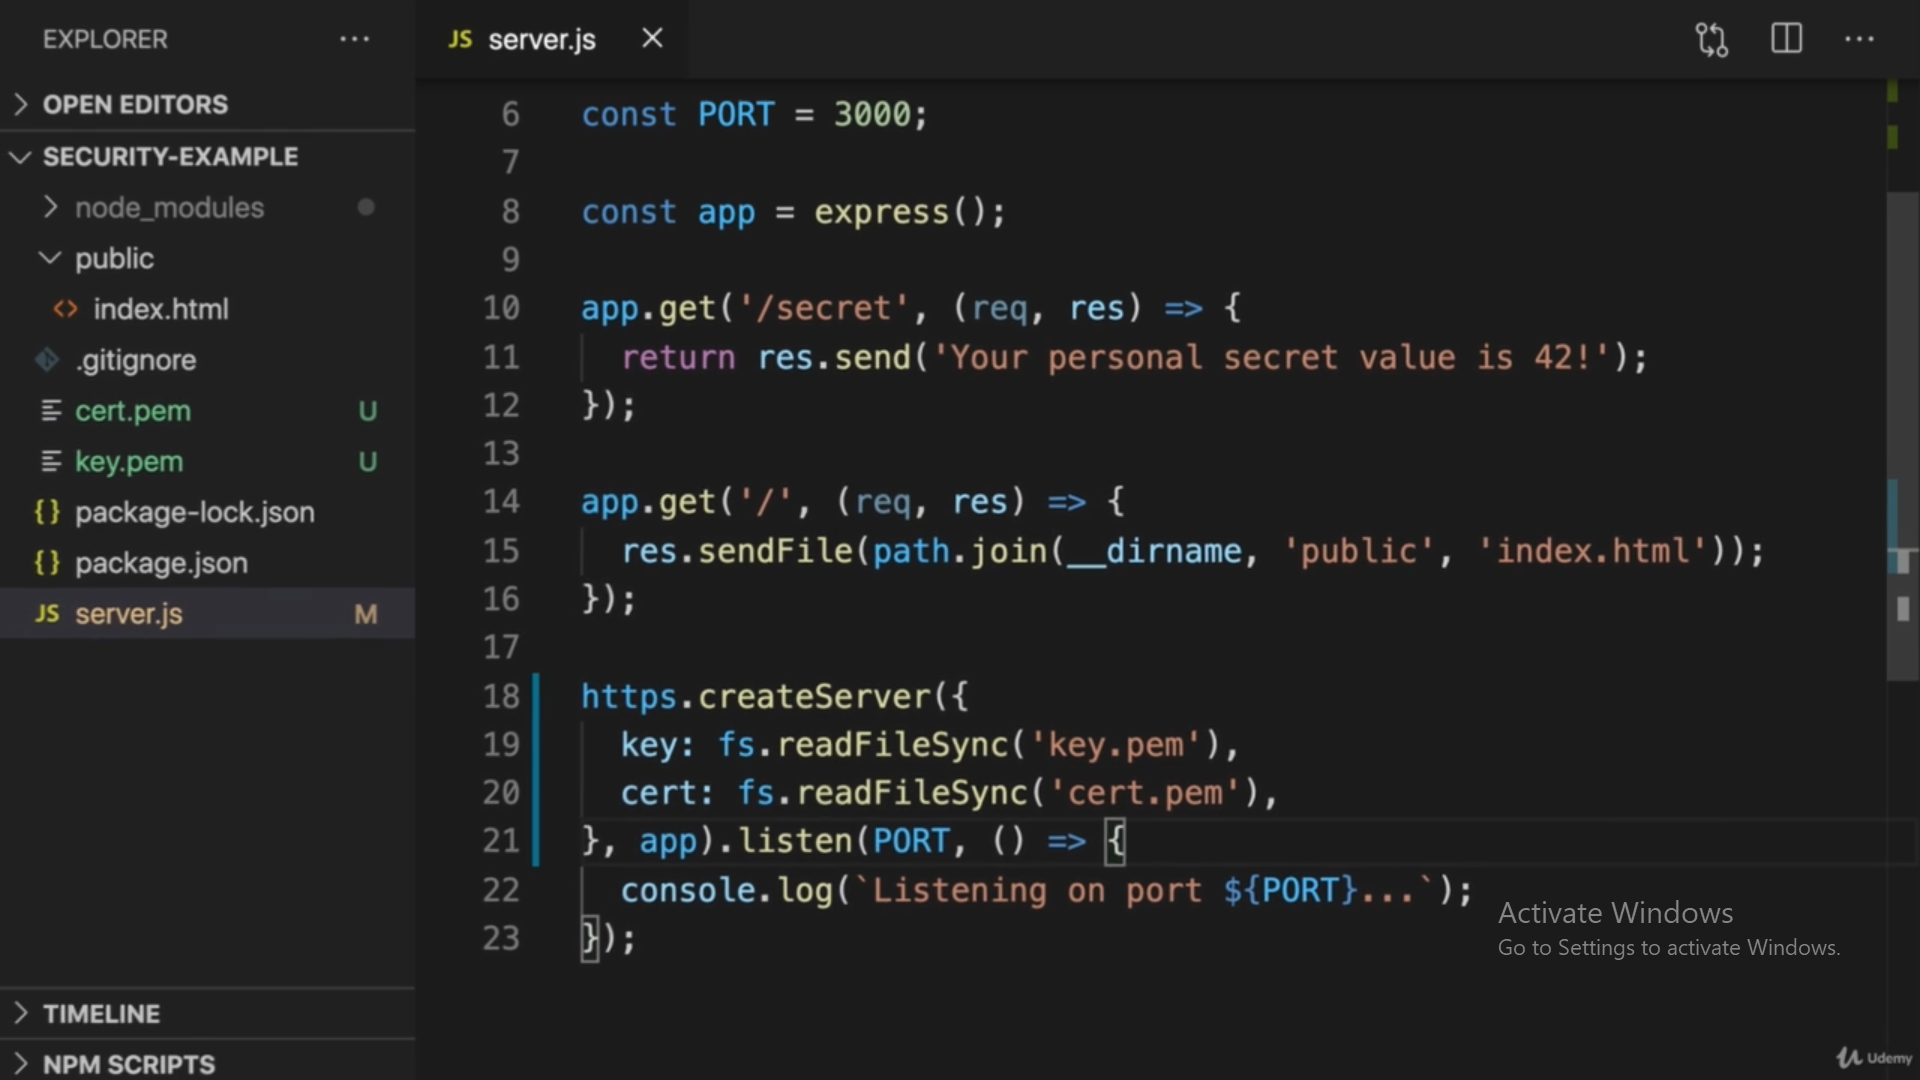 EXPLORER
OPEN EDITORS
SECURITY-EXAMPLE
node_modules
public
<> index.html
.gitignore
cert.pem U
key.pem U
{} package-lock.json
{} package.json
JS server.js M
TIMELINE
NPM SCRIPTS
JS server.js
6 const PORT = 3000;
7
8 const app = express();
9
10 app.get('/secret', (req, res) => {
11 return res.send('Your personal secret value is 42!');
12 });
13
14 app.get('/', (req, res) => {
15 res.sendFile(path.join(__dirname, 'public', 'index.html'));
16 });
17
18 https.createServer({
19 key: fs.readFileSync('key.pem'),
20 cert: fs.readFileSync('cert.pem'),
21 }, app).listen(PORT, () => {
22 console.log(`Listening on port ${PORT}...`);
23 });
Activate Windows
Go to Settings to activate Windows.
Udemy